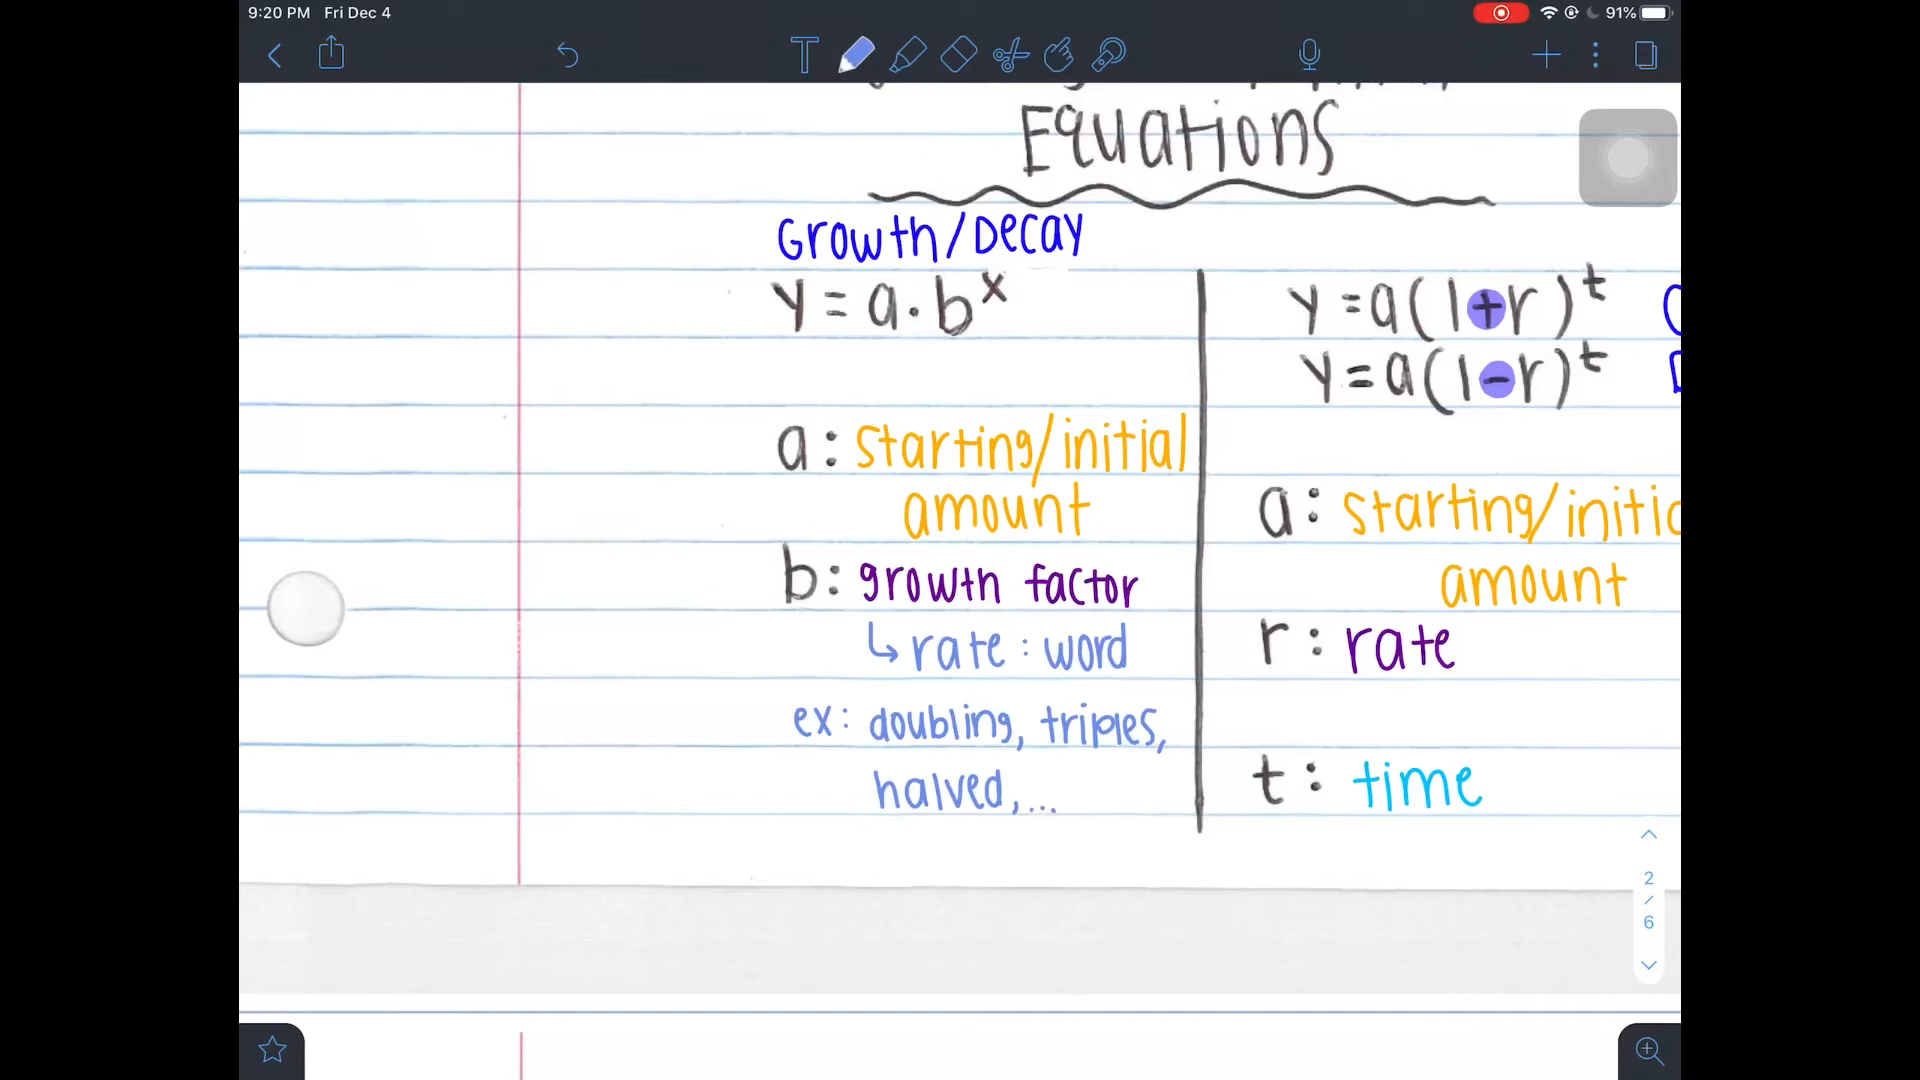 9:20 PM Fri Dec 4
91%
T
Equations
Growth/Decay
y = a · b^x
a : starting/initial
amount
b : growth factor
↳ rate : word
ex : doubling, triples,
halved, ...
y = a(1+r)^t
y = a(1-r)^t
a : starting/initia
amount
r : rate
t : time
2
/
6